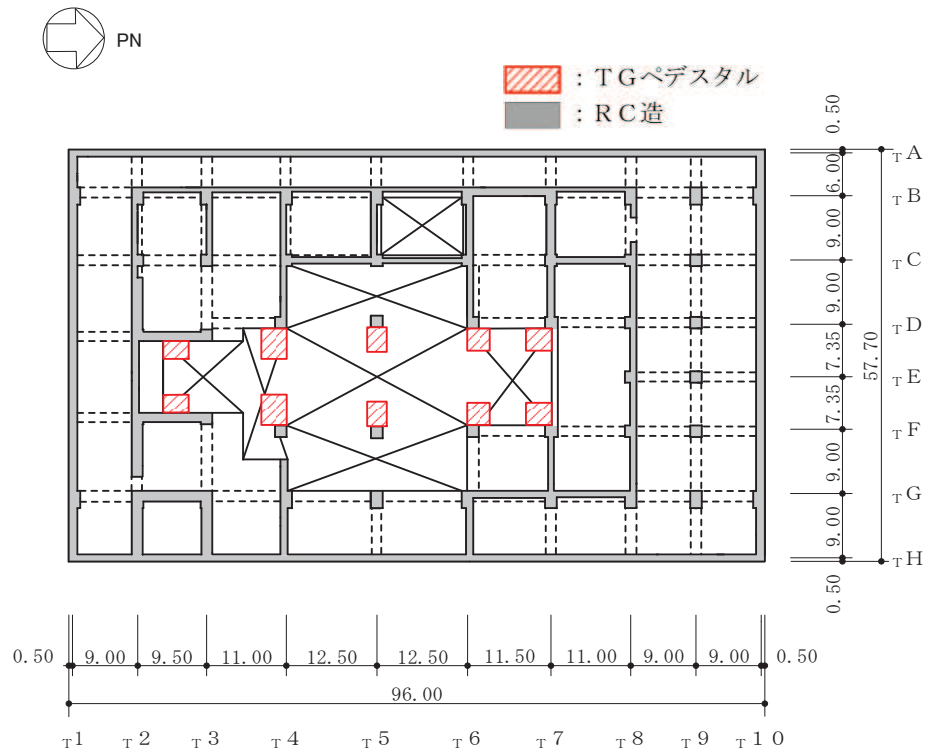 PN
：ＴＧペデスタル
：ＲＣ造
0.50
6.00
9.00
9.00
7.35
7.35
9.00
9.00
0.50
57.70
TA
TB
TC
TD
TE
TF
TG
TH
0.50 9.00 9.50 11.00 12.50 12.50 11.50 11.00 9.00 9.00 0.50
96.00
T1 T2 T3 T4 T5 T6 T7 T8 T9 T10